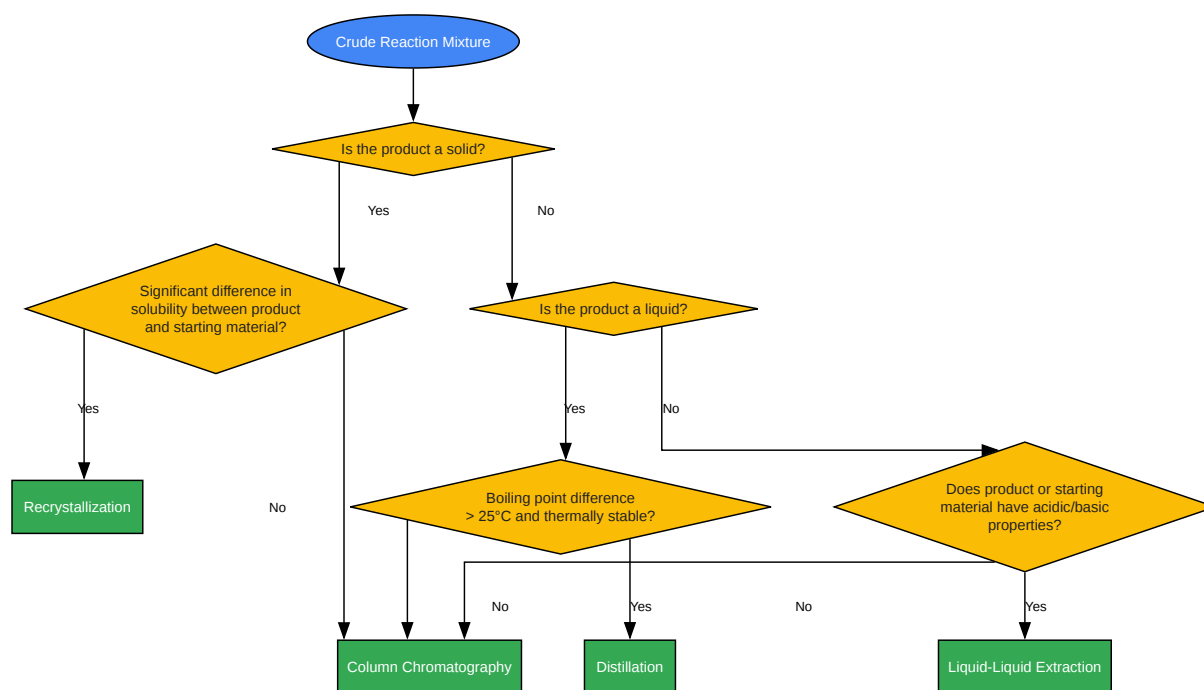 Crude Reaction Mixture
Is the product a solid?
Yes
No
Significant difference in
solubility between product
and starting material?
Is the product a liquid?
Yes
Yes
No
Recrystallization
No
Boiling point difference
> 25°C and thermally stable?
Does product or starting
material have acidic/basic
properties?
No
Yes
No
Yes
Column Chromatography
Distillation
Liquid-Liquid Extraction